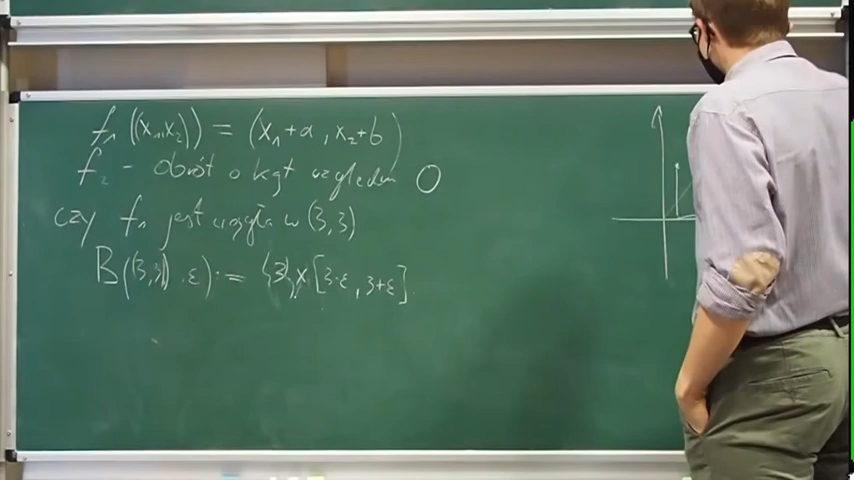 f₁((x₁,x₂)) = (x₁+a, x₂+b)
f₂ - obrót o kąt względem O
czy f₁ jest ciągła w (3,3)
B((3,3), ε) := {3}×[3-ε, 3+ε]